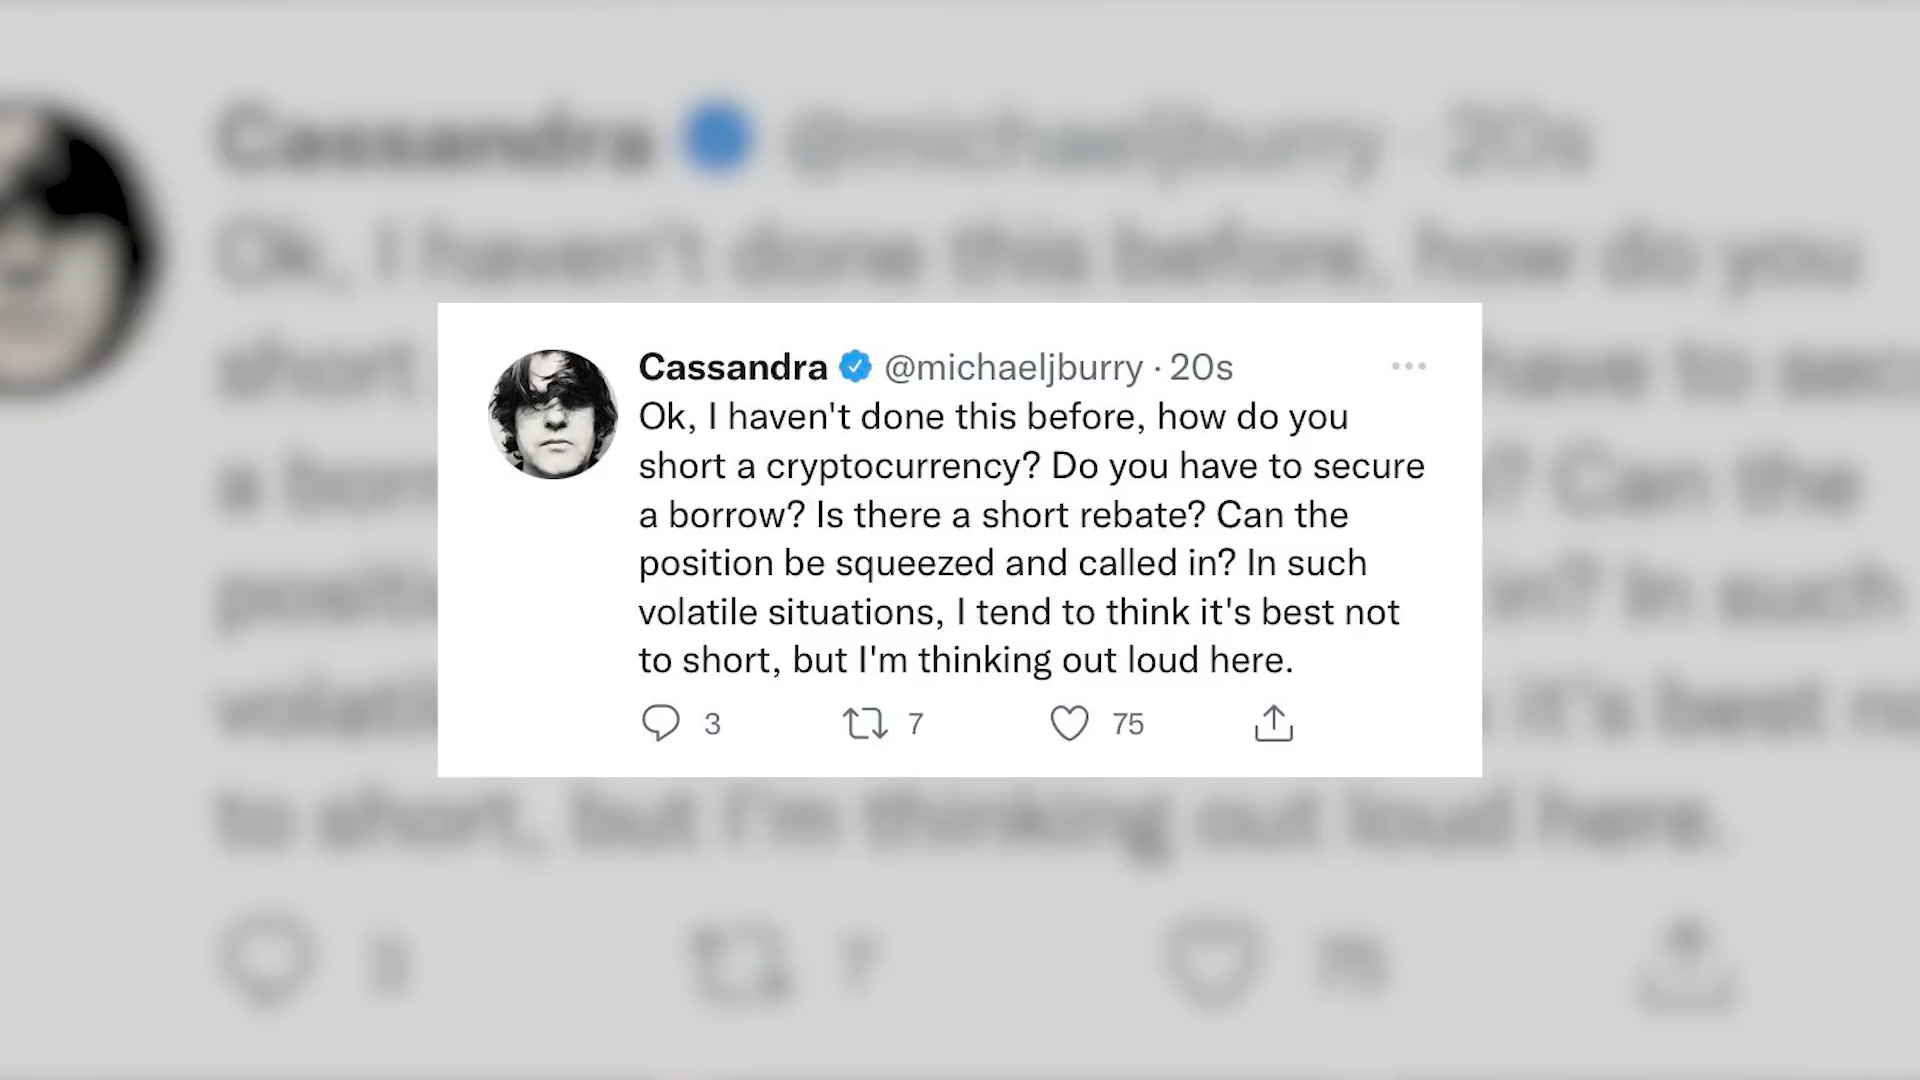 Cassandra @michaeljburry · 20s
Ok, I haven't done this before, how do you
short a cryptocurrency? Do you have to secure
a borrow? Is there a short rebate? Can the
position be squeezed and called in? In such
volatile situations, I tend to think it's best not
to short, but I'm thinking out loud here.
3 7 75